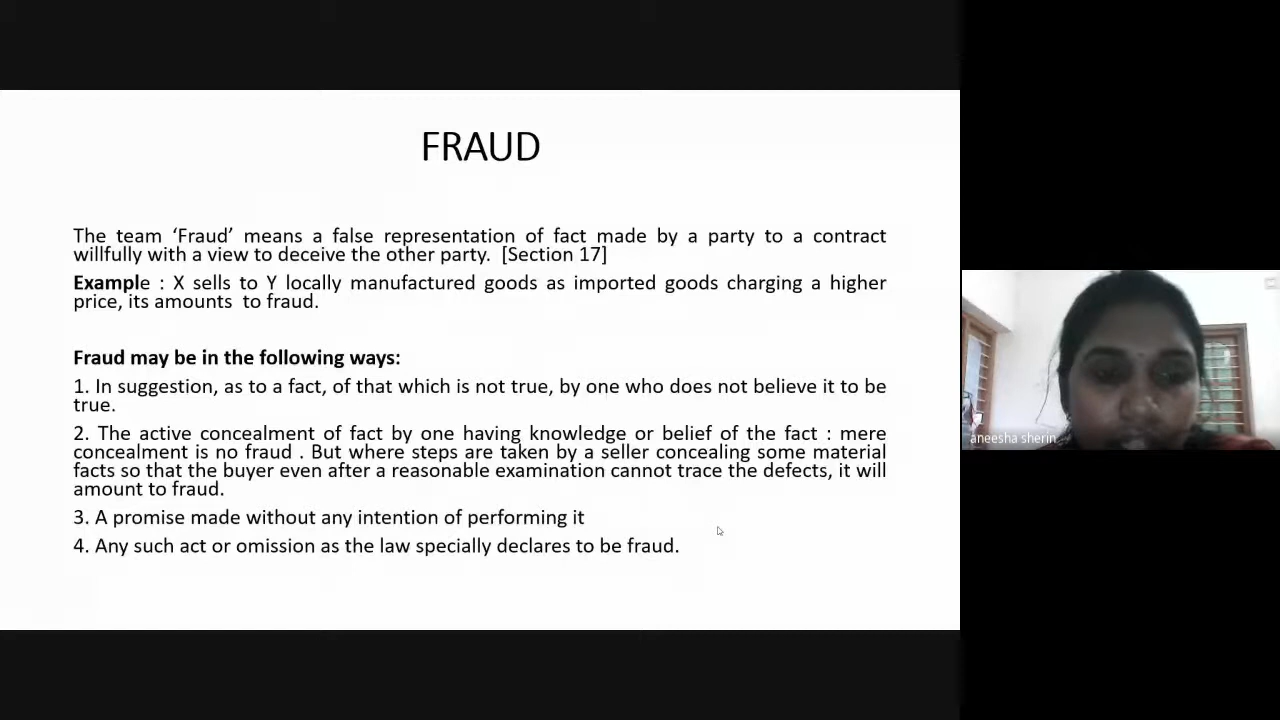 FRAUD
The team ‘Fraud’ means a false representation of fact made by a party to a contract
willfully with a view to deceive the other party. [Section 17]
Example : X sells to Y locally manufactured goods as imported goods charging a higher
price, its amounts to fraud.
Fraud may be in the following ways:
1. In suggestion, as to a fact, of that which is not true, by one who does not believe it to be
true.
2. The active concealment of fact by one having knowledge or belief of the fact : mere
concealment is no fraud . But where steps are taken by a seller concealing some material
facts so that the buyer even after a reasonable examination cannot trace the defects, it will
amount to fraud.
3. A promise made without any intention of performing it
4. Any such act or omission as the law specially declares to be fraud.
aneesha sherin